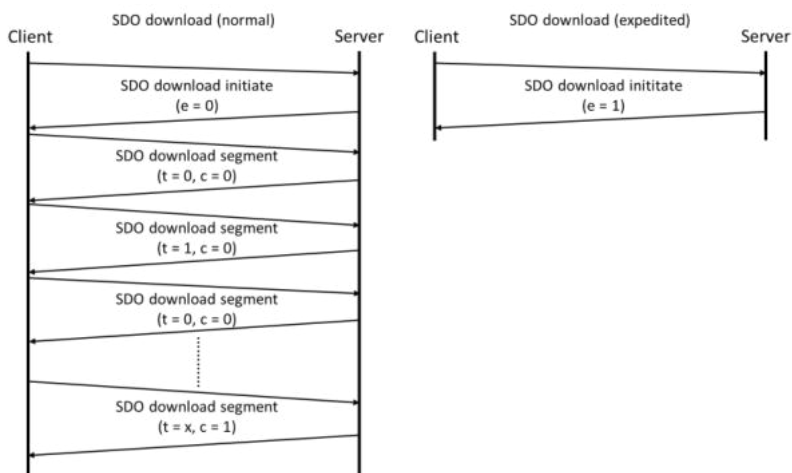 SDO download (normal)
Client
Server
SDO download initiate
(e = 0)
SDO download segment
(t = 0, c = 0)
SDO download segment
(t = 1, c = 0)
SDO download segment
(t = 0, c = 0)
SDO download segment
(t = x, c = 1)
SDO download (expedited)
Client
Server
SDO download inititate
(e = 1)